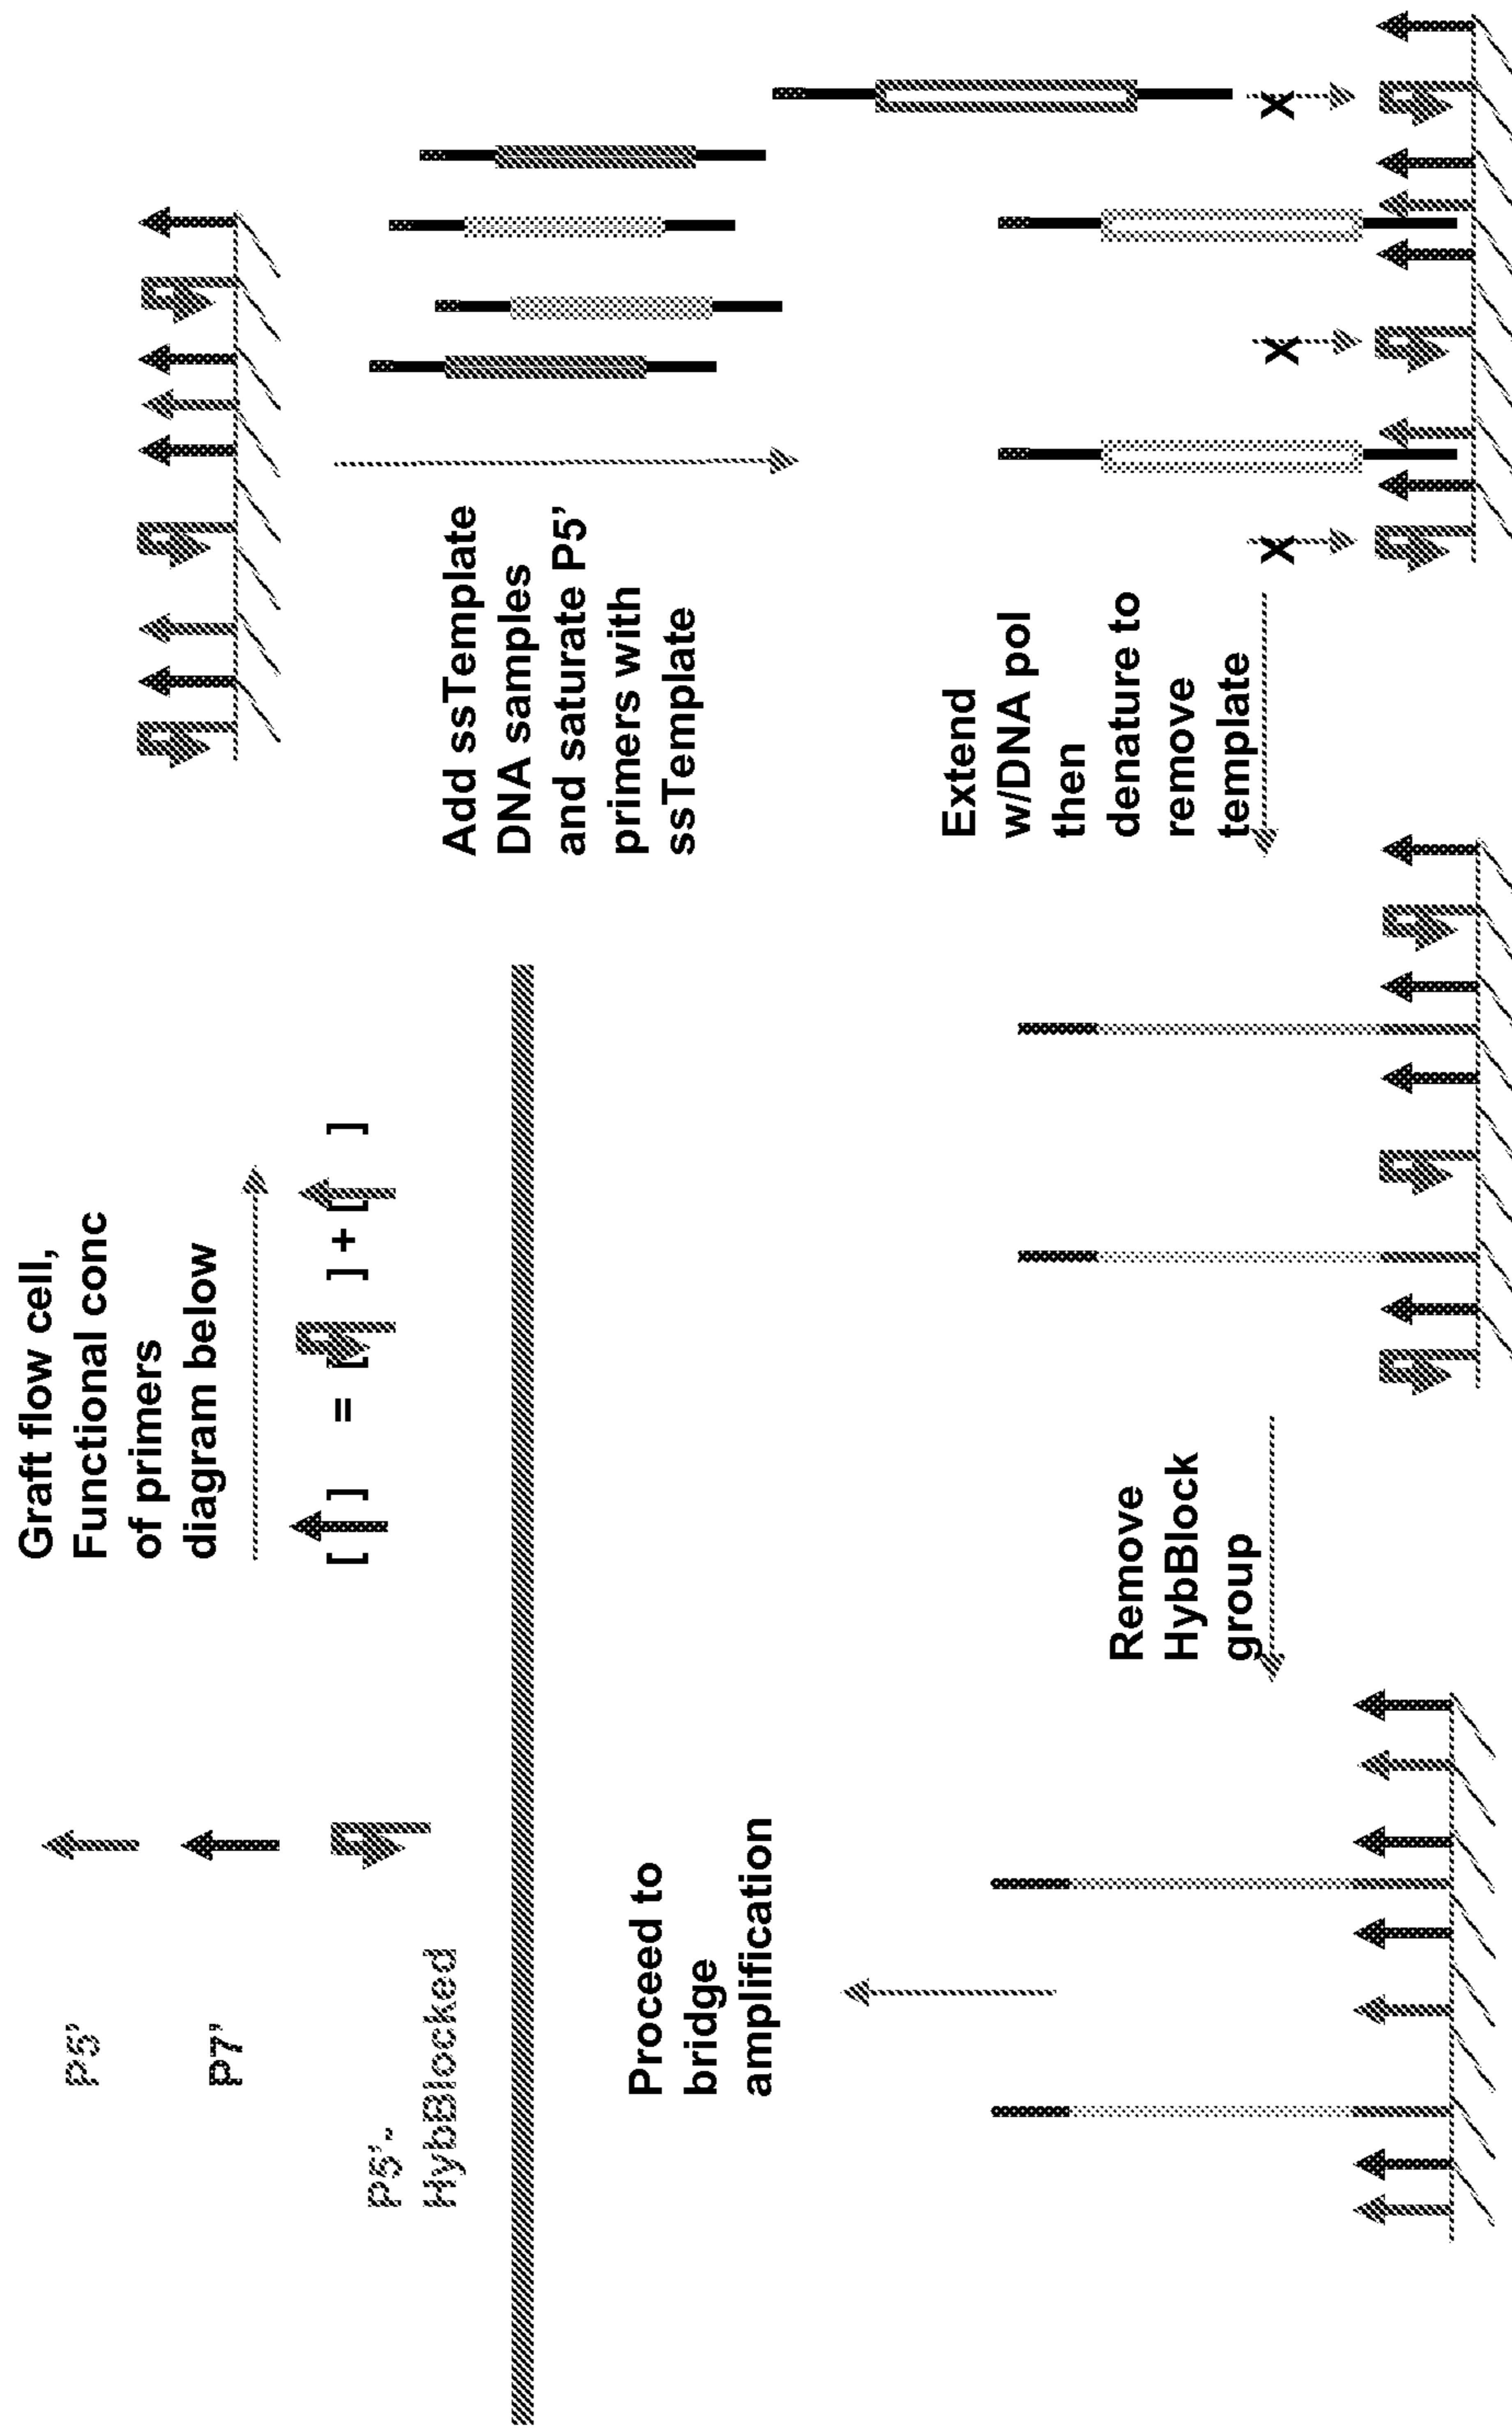 P5'
P7'
P5'-
HybBlocked
Graft flow cell,
Functional conc
of primers
diagram below
[ ] = [ ] + [ ]
Add ssTemplate
DNA samples
and saturate P5'
primers with
ssTemplate
Extend
w/DNA pol
then
denature to
remove
template
X
X
X
Remove
HybBlock
group
Proceed to
bridge
amplification